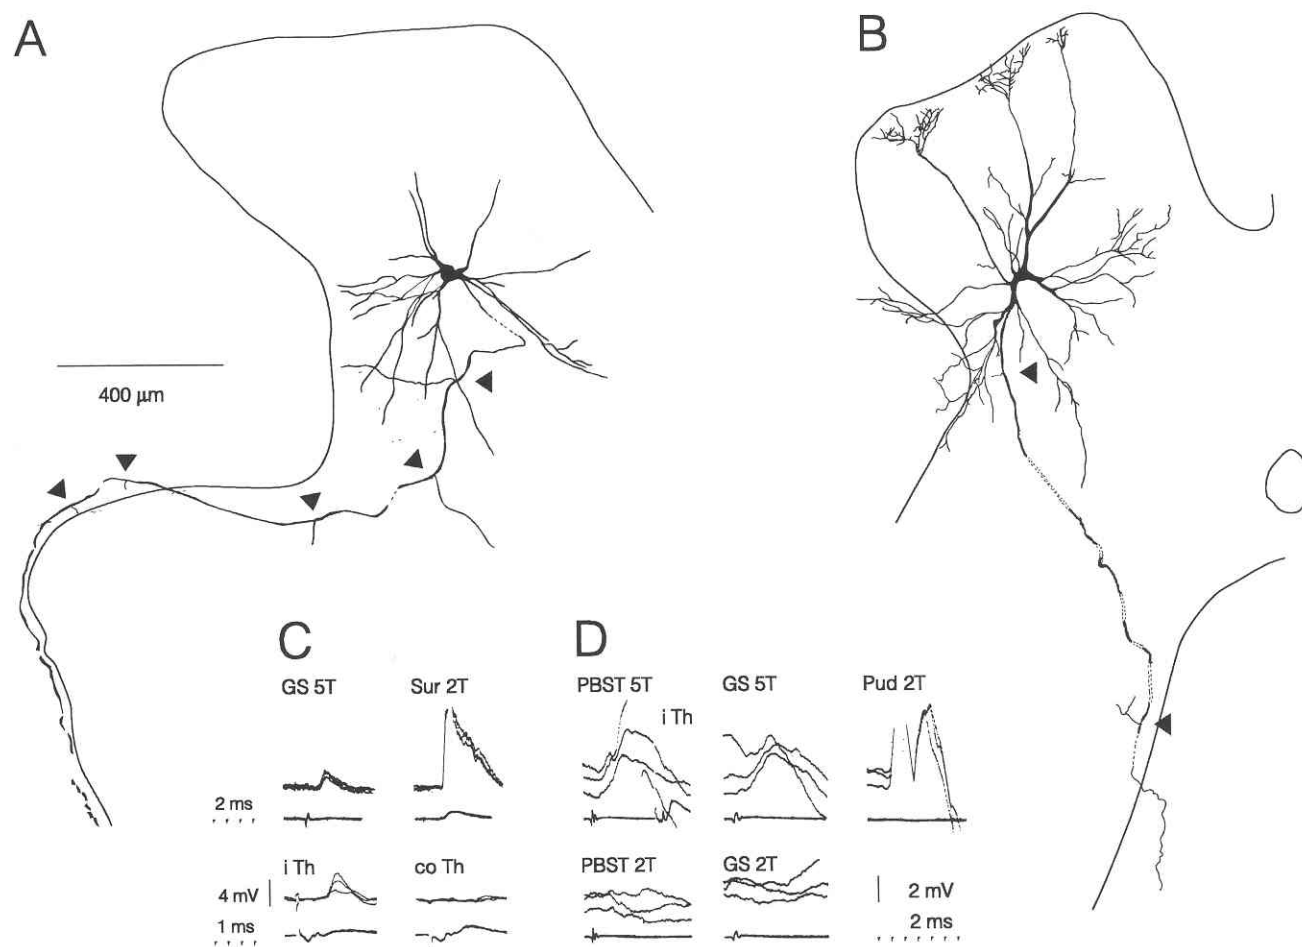 A
B
400 µm
C
GS 5T
Sur 2T
2 ms
i Th
co Th
4 mV
1 ms
D
PBST 5T
i Th
GS 5T
Pud 2T
PBST 2T
GS 2T
2 mV
2 ms